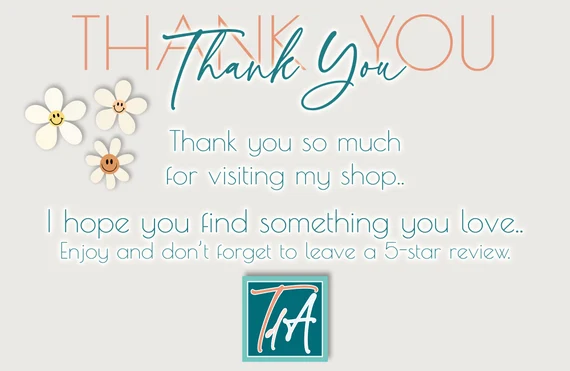 THANK YOU
Thank You
Thank you so much
for visiting my shop..
I hope you find something you love..
Enjoy and don't forget to leave a 5-star review.
TdA